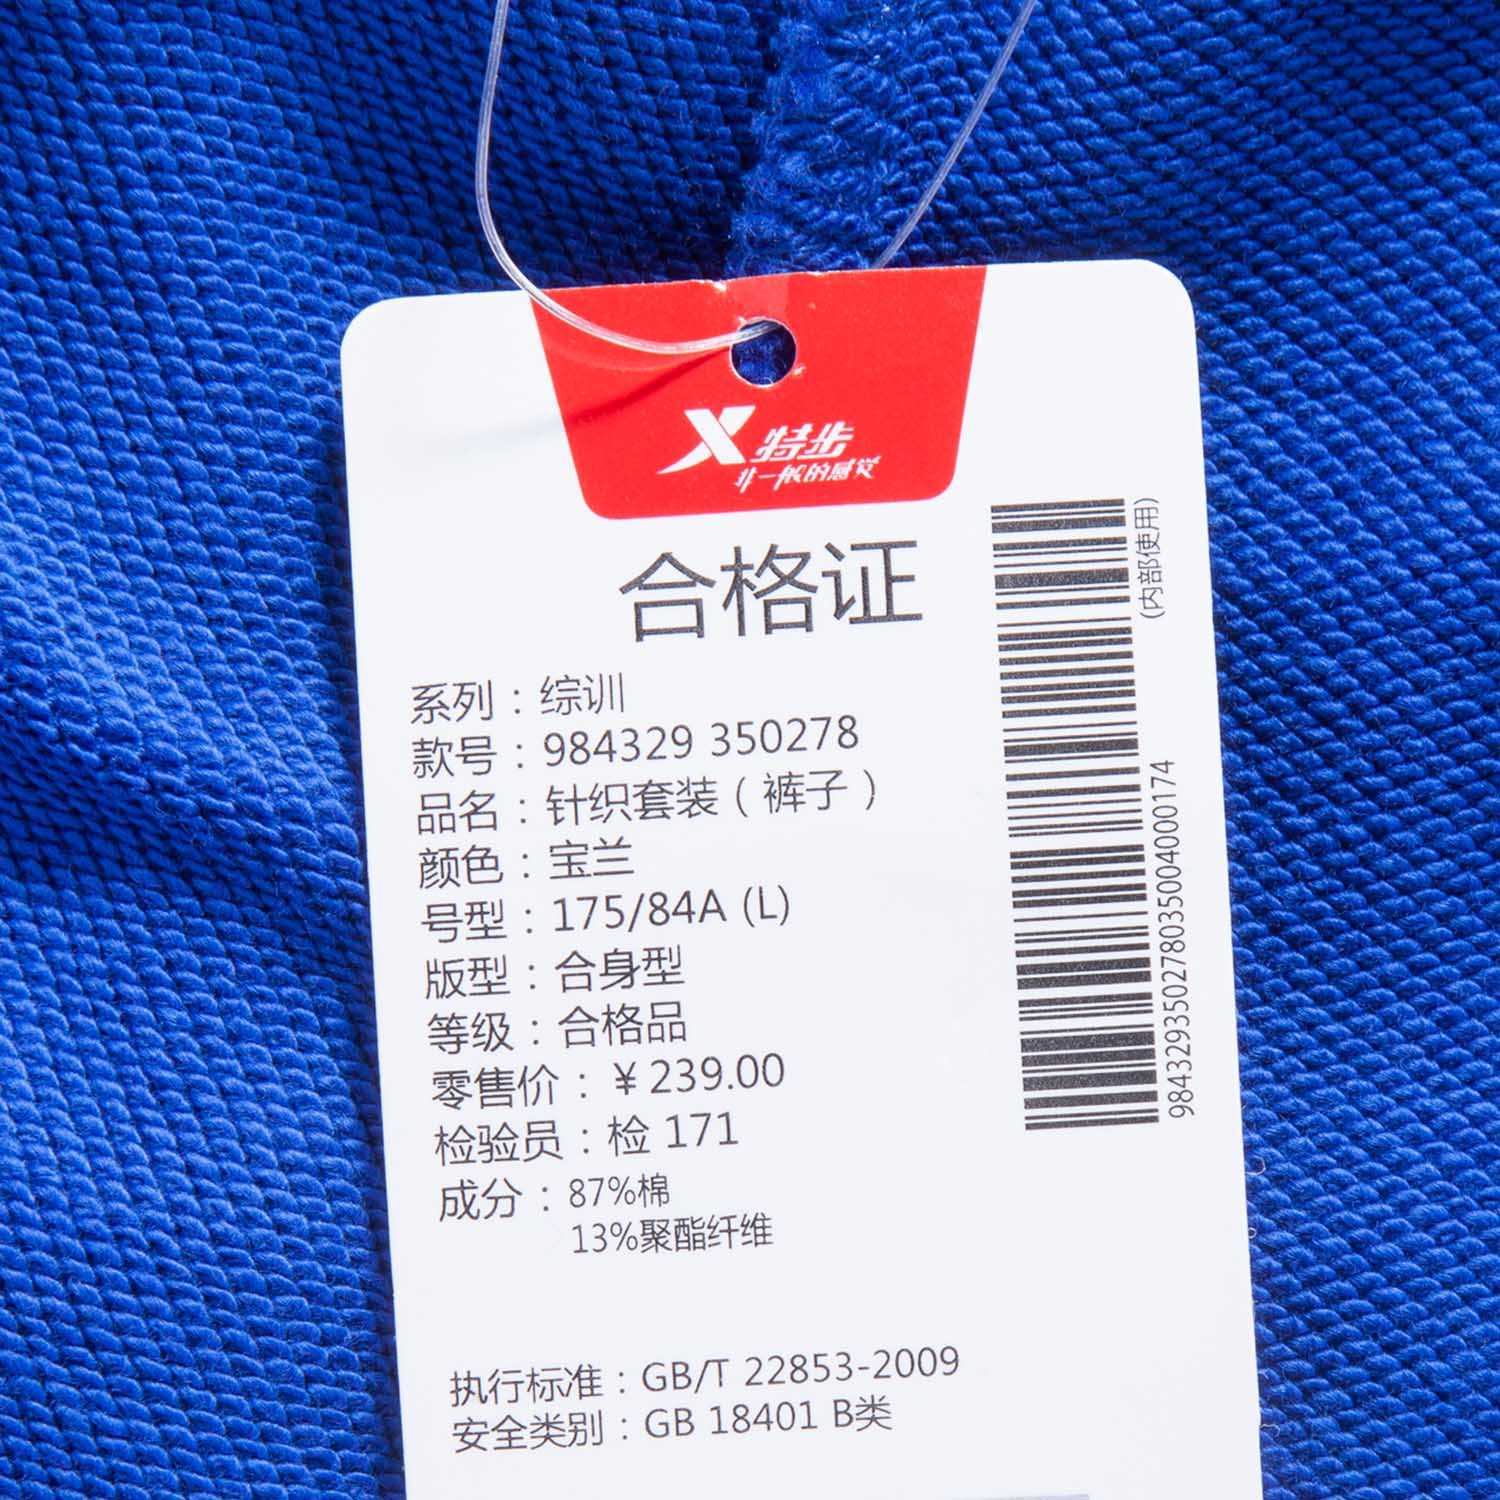 特步
非一般的感觉
合格证
系列：综训
款号：984329 350278
品名：针织套装（裤子）
颜色：宝兰
号型：175/84A (L)
版型：合身型
等级：合格品
零售价：￥239.00
检验员：检 171
成分：87%棉
13%聚酯纤维
执行标准：GB/T 22853-2009
安全类别：GB 18401 B类
(内部使用)
984329350278035004000174